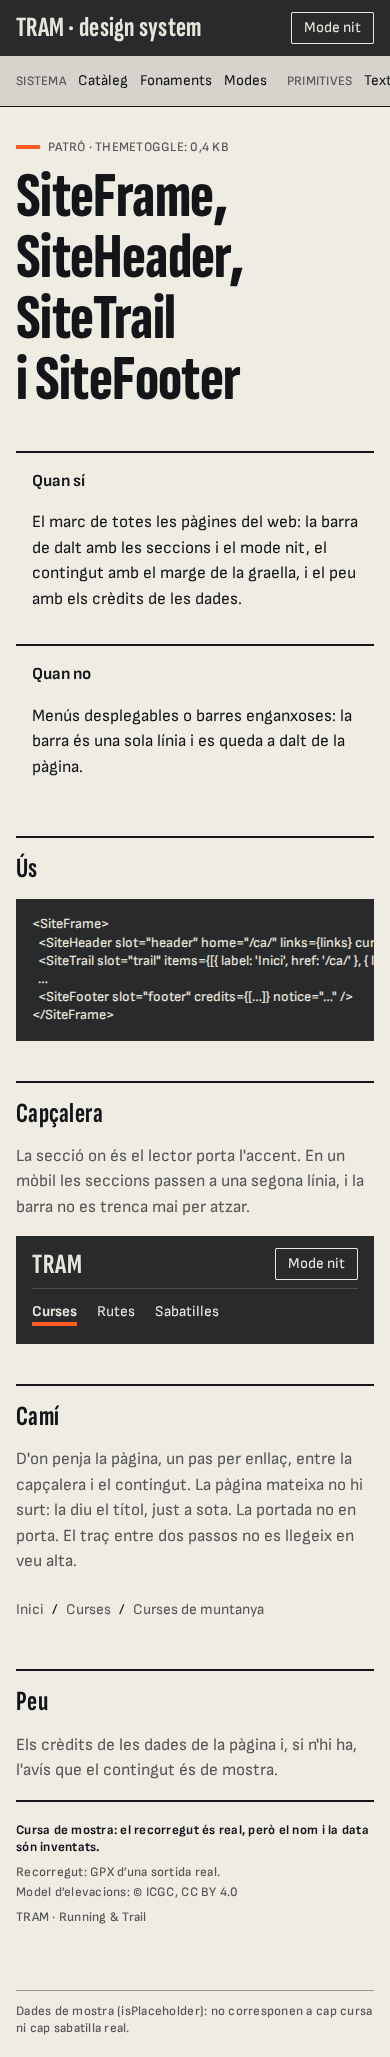 TRAM · design system
Mode nit
SISTEMA Catàleg Fonaments Modes PRIMITIVES Text
PATRÓ · THEMETOGGLE: 0,4 KB
SiteFrame,
SiteHeader,
SiteTrail
i SiteFooter
Quan sí
El marc de totes les pàgines del web: la barra
de dalt amb les seccions i el mode nit, el
contingut amb el marge de la graella, i el peu
amb els crèdits de les dades.
Quan no
Menús desplegables o barres enganxoses: la
barra és una sola línia i es queda a dalt de la
pàgina.
Ús
<SiteFrame>
<SiteHeader slot="header" home="/ca/" links={links} cur
<SiteTrail slot="trail" items={[{ label: 'Inici', href: '/ca/' }, { l
…
<SiteFooter slot="footer" credits={[…]} notice="…" />
</SiteFrame>
Capçalera
La secció on és el lector porta l'accent. En un
mòbil les seccions passen a una segona línia, i la
barra no es trenca mai per atzar.
TRAM
Mode nit
Curses Rutes Sabatilles
Camí
D'on penja la pàgina, un pas per enllaç, entre la
capçalera i el contingut. La pàgina mateixa no hi
surt: la diu el títol, just a sota. La portada no en
porta. El traç entre dos passos no es llegeix en
veu alta.
Inici / Curses / Curses de muntanya
Peu
Els crèdits de les dades de la pàgina i, si n'hi ha,
l'avís que el contingut és de mostra.
Cursa de mostra: el recorregut és real, però el nom i la data
són inventats.
Recorregut: GPX d’una sortida real.
Model d’elevacions: © ICGC, CC BY 4.0
TRAM · Running & Trail
Dades de mostra (isPlaceholder): no corresponen a cap cursa
ni cap sabatilla real.